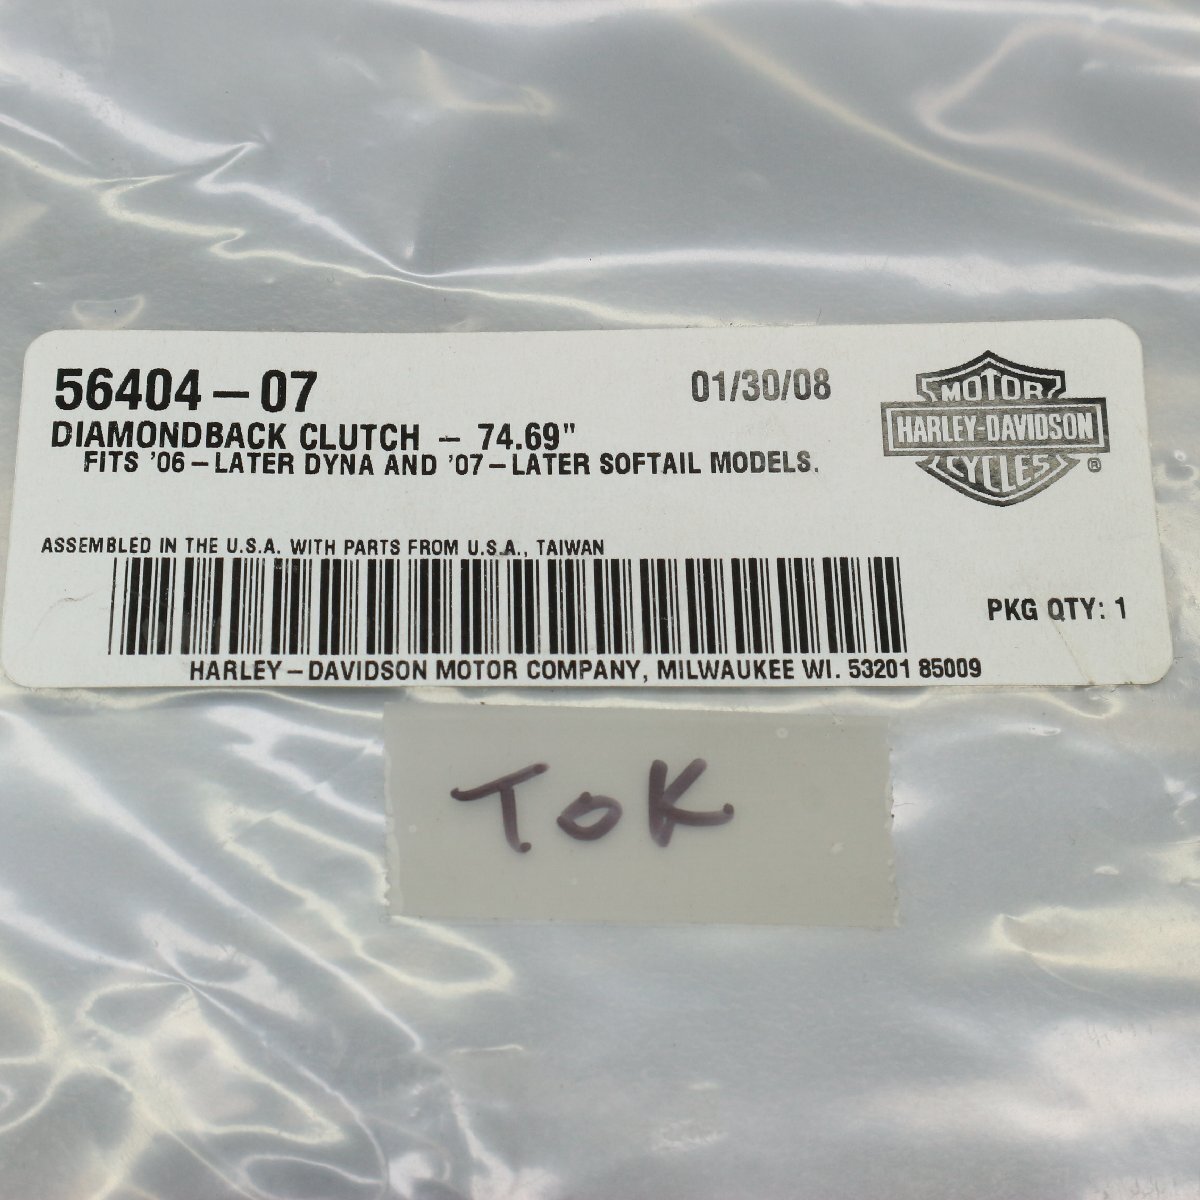 56404-07
01/30/08
DIAMONDBACK CLUTCH - 74.69"
FITS '06-LATER DYNA AND '07-LATER SOFTAIL MODELS.
MOTOR
HARLEY-DAVIDSON
CYCLES ®
ASSEMBLED IN THE U.S.A. WITH PARTS FROM U.S.A., TAIWAN
PKG QTY: 1
HARLEY-DAVIDSON MOTOR COMPANY, MILWAUKEE WI. 53201 85009
TOK